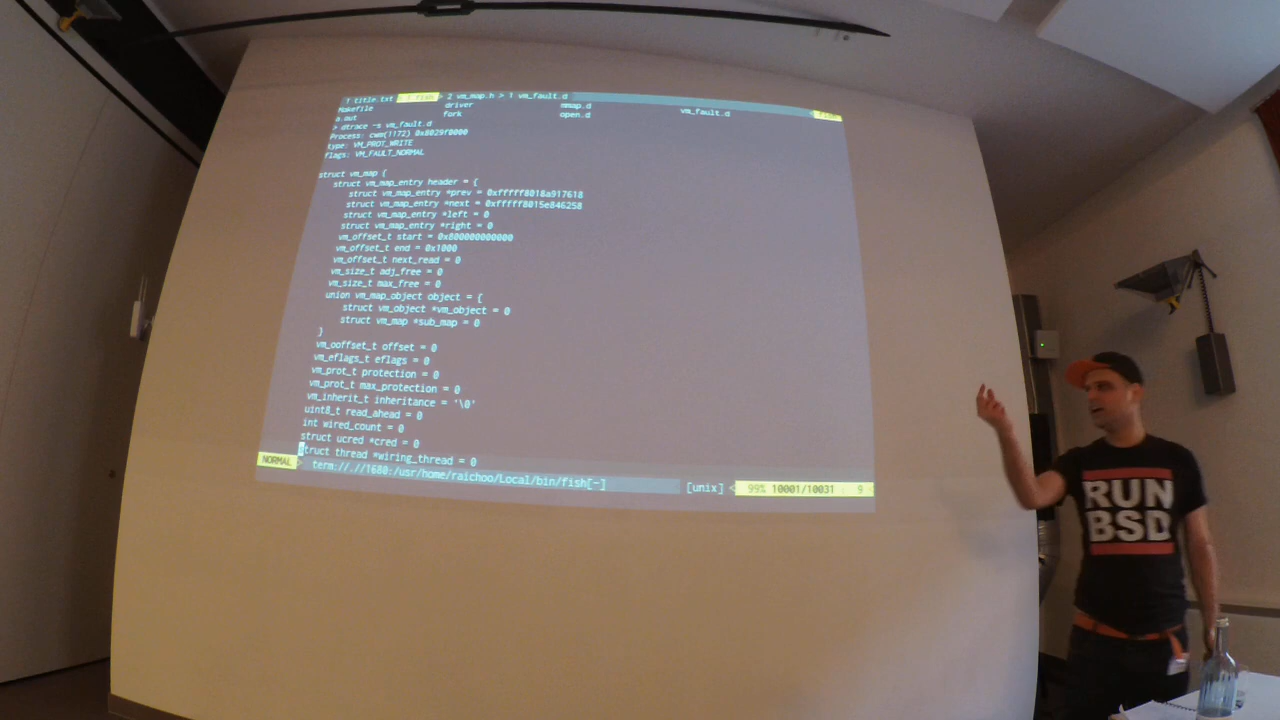 1 title.txt > 1 fish > 2 vm_map.h > 1 vm_fault.d
Makefile driver mmap.d
a.out fork open.d vm_fault.d
> dtrace -s vm_fault.d
Process: cwm(1172) 0x8029f0000
type: VM_PROT_WRITE
flags: VM_FAULT_NORMAL
struct vm_map {
struct vm_map_entry header = {
struct vm_map_entry *prev = 0xfffff8018a917618
struct vm_map_entry *next = 0xfffff8015e846258
struct vm_map_entry *left = 0
struct vm_map_entry *right = 0
vm_offset_t start = 0x800000000000
vm_offset_t end = 0x1000
vm_offset_t next_read = 0
vm_size_t adj_free = 0
vm_size_t max_free = 0
union vm_map_object object = {
struct vm_object *vm_object = 0
struct vm_map *sub_map = 0
}
vm_ooffset_t offset = 0
vm_eflags_t eflags = 0
vm_prot_t protection = 0
vm_prot_t max_protection = 0
vm_inherit_t inheritance = '\0'
uint8_t read_ahead = 0
int wired_count = 0
struct ucred *cred = 0
struct thread *wiring_thread = 0
NORMAL > term://.//1680:/usr/home/raichoo/Local/bin/fish[-] [unix] < 99% 10001/10031 : 9
RUN
BSD